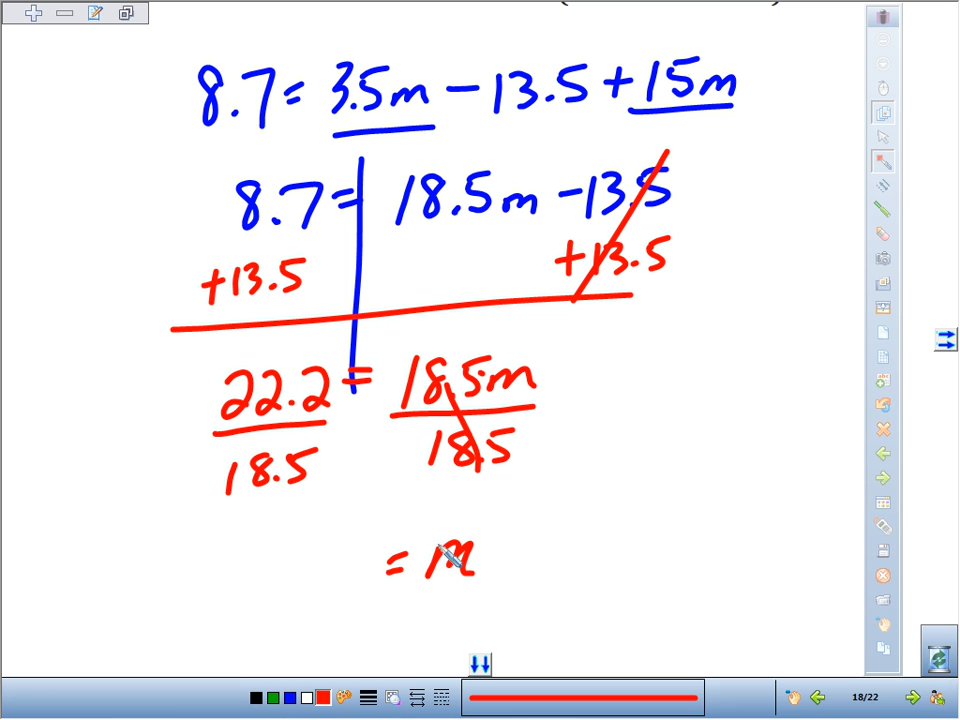 8.7 = 3.5m - 13.5 + 15m
8.7 = 18.5m - 13.5
+13.5 +13.5
22.2 = 18.5m
18.5 18.5
= m
18/22